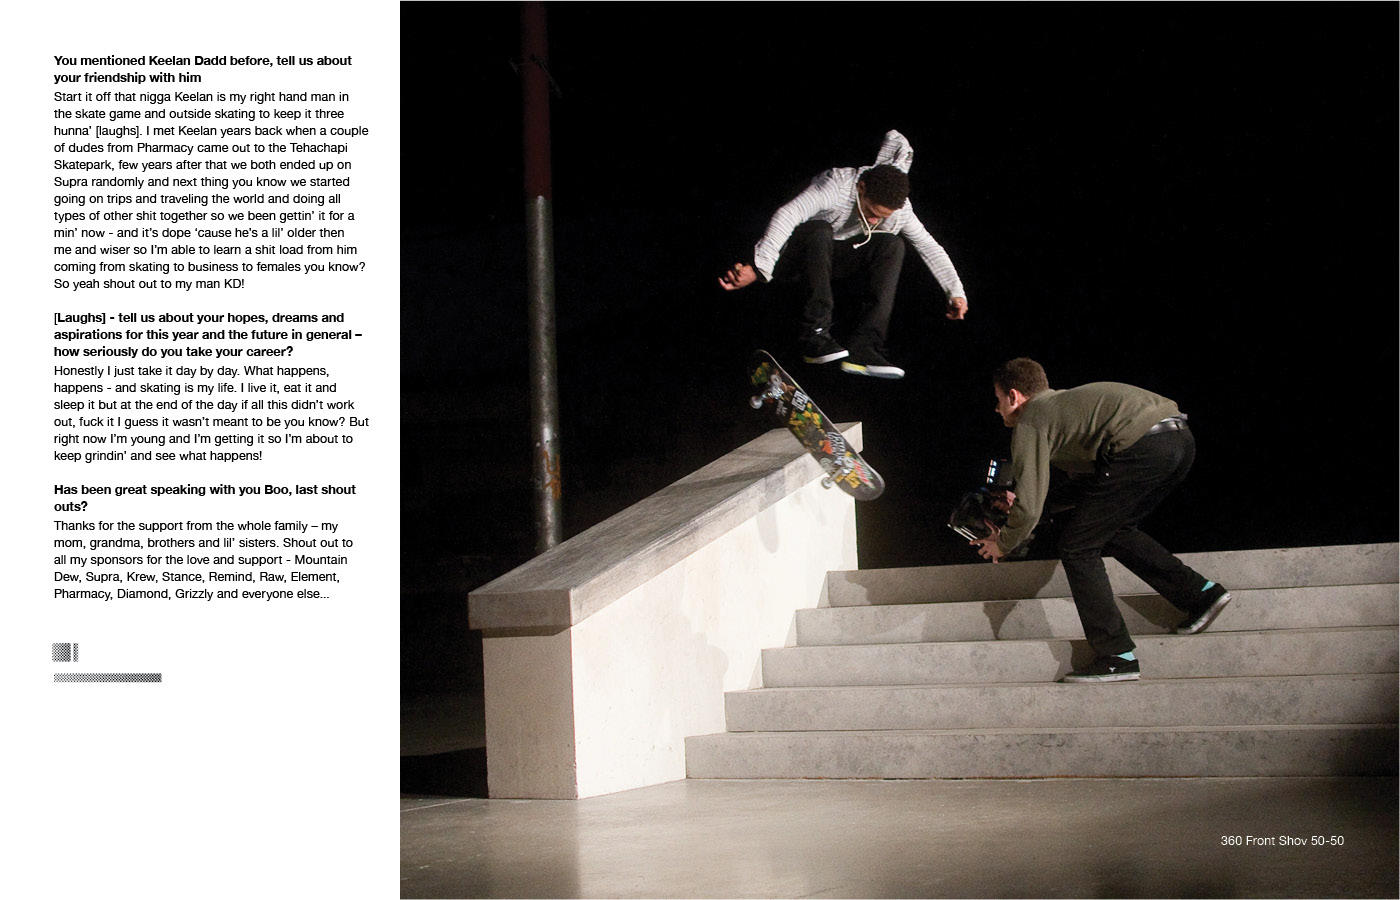 You mentioned Keelan Dadd before, tell us about
your friendship with him
Start it off that nigga Keelan is my right hand man in
the skate game and outside skating to keep it three
hunna’ [laughs]. I met Keelan years back when a couple
of dudes from Pharmacy came out to the Tehachapi
Skatepark, few years after that we both ended up on
Supra randomly and next thing you know we started
going on trips and traveling the world and doing all
types of other shit together so we been gettin’ it for a
min’ now - and it’s dope ‘cause he’s a lil’ older then
me and wiser so I’m able to learn a shit load from him
coming from skating to business to females you know?
So yeah shout out to my man KD!
[Laughs] - tell us about your hopes, dreams and
aspirations for this year and the future in general –
how seriously do you take your career?
Honestly I just take it day by day. What happens,
happens - and skating is my life. I live it, eat it and
sleep it but at the end of the day if all this didn’t work
out, fuck it I guess it wasn’t meant to be you know? But
right now I’m young and I’m getting it so I’m about to
keep grindin’ and see what happens!
Has been great speaking with you Boo, last shout
outs?
Thanks for the support from the whole family – my
mom, grandma, brothers and lil’ sisters. Shout out to
all my sponsors for the love and support - Mountain
Dew, Supra, Krew, Stance, Remind, Raw, Element,
Pharmacy, Diamond, Grizzly and everyone else...
360 Front Shov 50-50